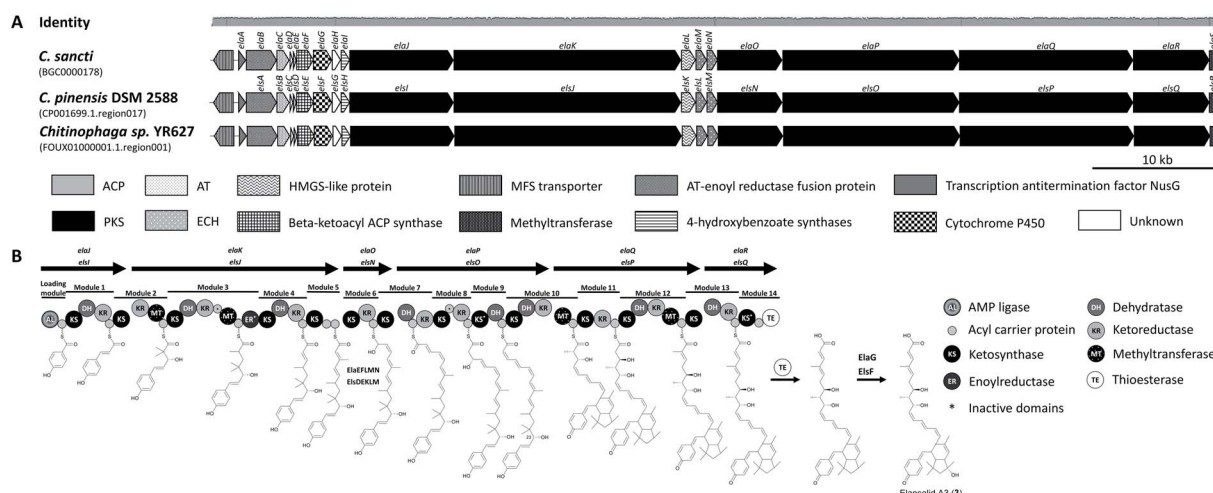 A
Identity
elaA
elaB
elaC
elaD
elaE
elaF
elaG
elaH
elaI
elaJ
elaK
elaL
elaM
elaN
elaO
elaP
elaQ
elaR
elaS
C. sancti
(BGC0000178)
elsA
elsB
elsC
elsD
elsE
elsF
elsG
elsH
elsI
elsJ
elsK
elsL
elsM
elsN
elsO
elsP
elsQ
elsR
C. pinensis DSM 2588
(CP001699.1.region017)
Chitinophaga sp. YR627
(FOUX01000001.1.region001)
10 kb
ACP
AT
HMGS-like protein
MFS transporter
AT-enoyl reductase fusion protein
Transcription antitermination factor NusG
PKS
ECH
Beta-ketoacyl ACP synthase
Methyltransferase
4-hydroxybenzoate synthases
Cytochrome P450
Unknown
B
elaJ elaK elaO elaP elaQ elaR
elsI elsJ elsN elsO elsP elsQ
Loading module
Module 1
Module 2
Module 3
Module 4
Module 5
Module 6
Module 7
Module 8
Module 9
Module 10
Module 11
Module 12
Module 13
Module 14
AL KS DH KR KS KR MT KS DH KR * MT ER* KS DH KR KS KS KR KS DH KR KS * KR KS* DH KS DH KR MT KS DH KS DH KR MT KS DH KR KS* TE
ElaEFLMN
ElsDEKLM
23
TE
ElaG
ElsF
Elansolid A3 (3)
AL AMP ligase
Acyl carrier protein
KS Ketosynthase
ER Enoylreductase
* Inactive domains
DH Dehydratase
KR Ketoreductase
MT Methyltransferase
TE Thioesterase